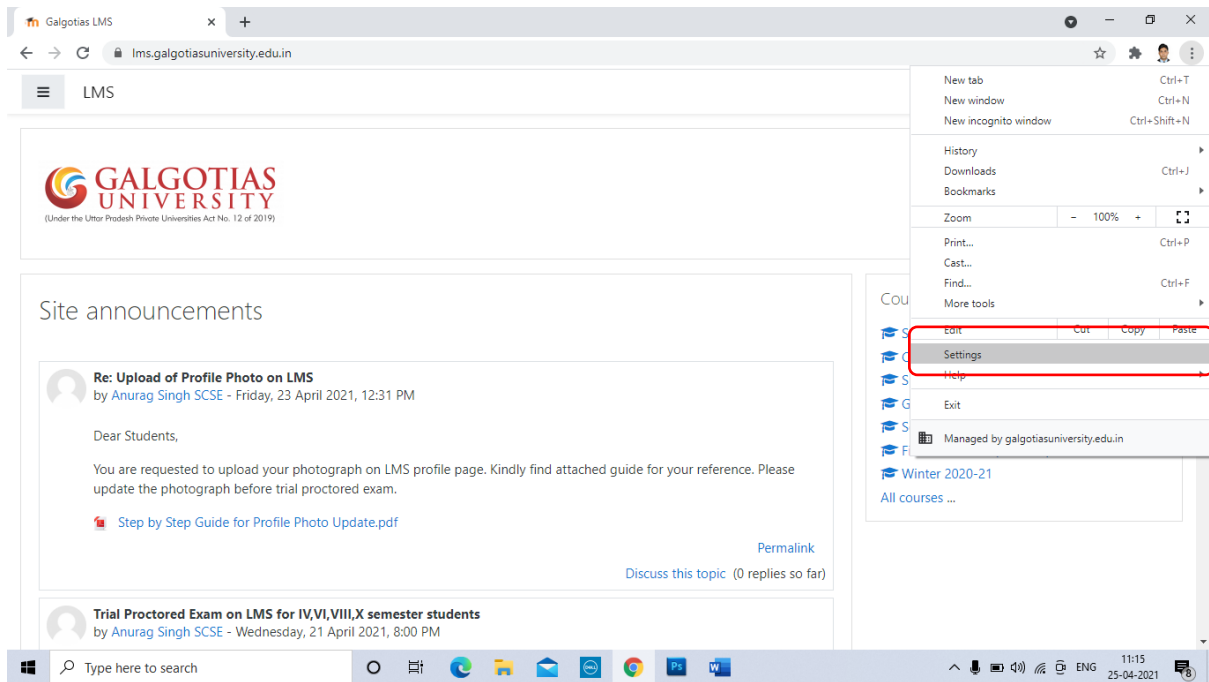 Galgotias LMS
lms.galgotiasuniversity.edu.in
LMS
GALGOTIAS
UNIVERSITY
(Under the Uttar Pradesh Private Universities Act No. 12 of 2019)
Site announcements
Re: Upload of Profile Photo on LMS
by Anurag Singh SCSE - Friday, 23 April 2021, 12:31 PM
Dear Students,
You are requested to upload your photograph on LMS profile page. Kindly find attached guide for your reference. Please
update the photograph before trial proctored exam.
Step by Step Guide for Profile Photo Update.pdf
Permalink
Discuss this topic (0 replies so far)
Trial Proctored Exam on LMS for IV,VI,VIII,X semester students
by Anurag Singh SCSE - Wednesday, 21 April 2021, 8:00 PM
Cou
S
C
S
G
S
F
Winter 2020-21
All courses ...
New tab Ctrl+T
New window Ctrl+N
New incognito window Ctrl+Shift+N
History
Downloads Ctrl+J
Bookmarks
Zoom - 100% +
Print... Ctrl+P
Cast...
Find... Ctrl+F
More tools
Edit Cut Copy Paste
Settings
Help
Exit
Managed by galgotiasuniversity.edu.in
Type here to search
DELL
Ps
W
ENG
11:15
25-04-2021
8